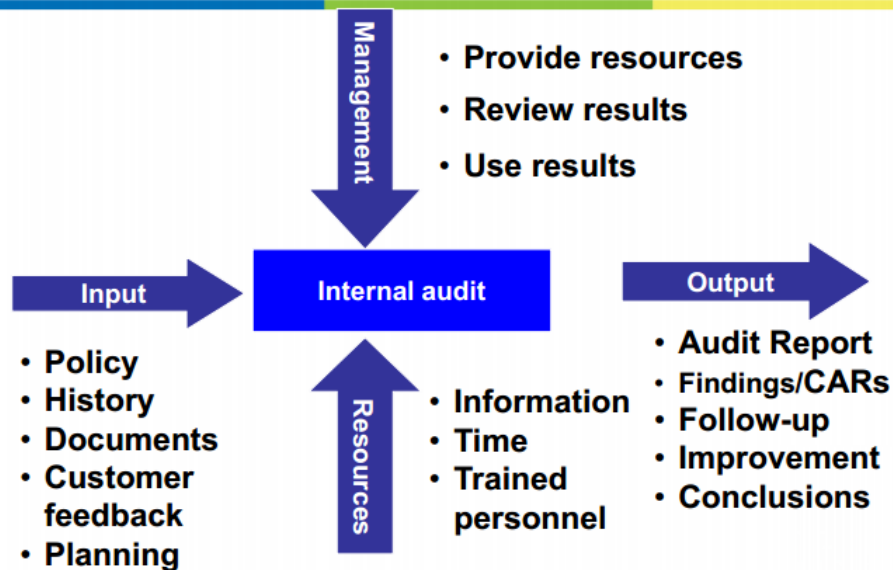 Management
• Provide resources
• Review results
• Use results
Input
Internal audit
Output
• Policy
• History
• Documents
• Customer
feedback
• Planning
Resources
• Information
• Time
• Trained
personnel
• Audit Report
• Findings/CARs
• Follow-up
• Improvement
• Conclusions